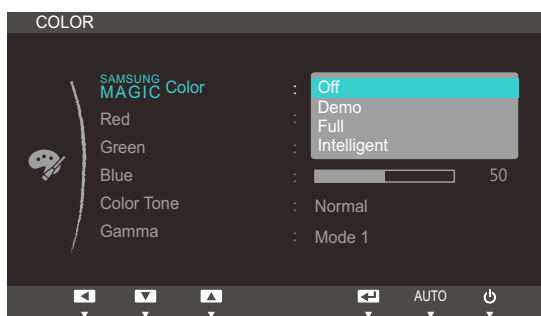 COLOR
SAMSUNG MAGIC Color : Off
Demo
Red :
Full
Green : Intelligent
Blue : 50
Color Tone : Normal
Gamma : Mode 1
AUTO